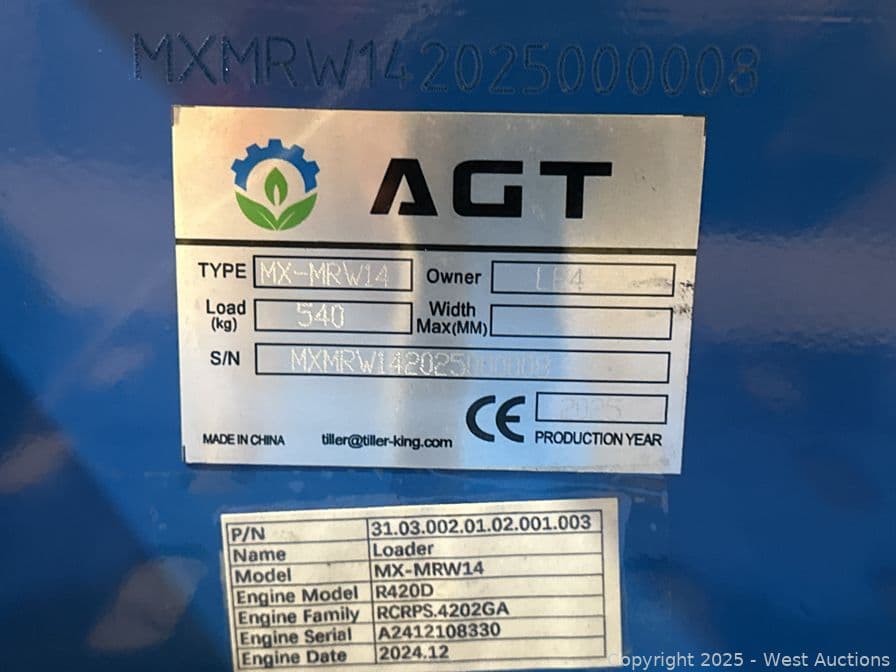 MXMRW142025000008
AGT
TYPE MX-MRW14 Owner
Load (kg) 540 Width Max(MM)
S/N MXMRW142025000008
CE 2025
MADE IN CHINA tiller@tiller-king.com PRODUCTION YEAR
P/N 31.03.002.01.02.001.003
Name Loader
Model MX-MRW14
Engine Model R420D
Engine Family RCRPS.4202GA
Engine Serial A2412108330
Engine Date 2024.12
Copyright 2025 - West Auctions